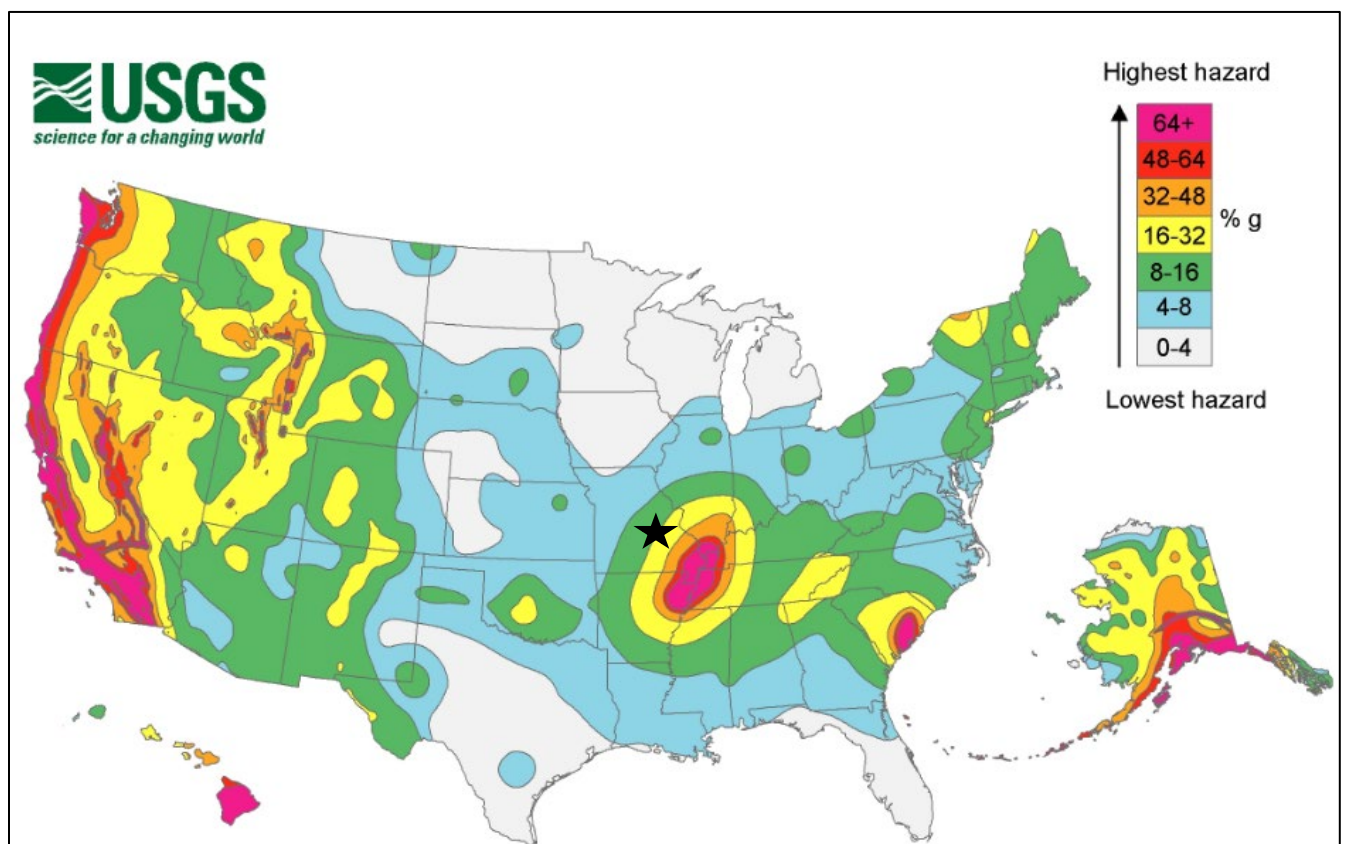 USGS
science for a changing world
Highest hazard
64+
48-64
32-48
16-32
8-16
4-8
0-4
% g
Lowest hazard